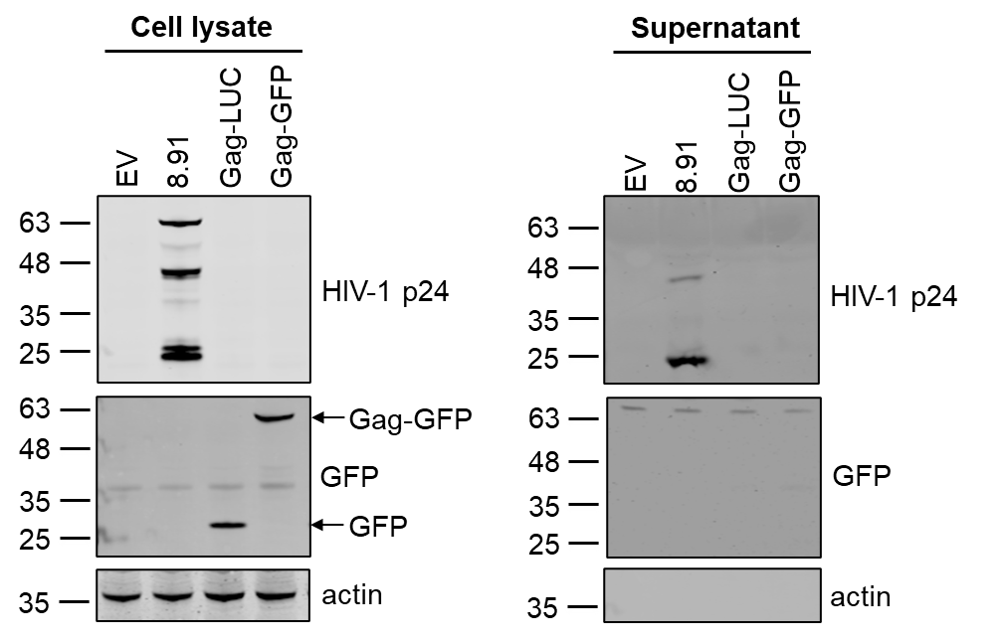 Cell lysate
EV
8.91
Gag-LUC
Gag-GFP
63
48
35
25
HIV-1 p24
63
48
35
25
Gag-GFP
GFP
GFP
35
actin
Supernatant
EV
8.91
Gag-LUC
Gag-GFP
63
48
35
25
HIV-1 p24
63
48
35
25
GFP
35
actin